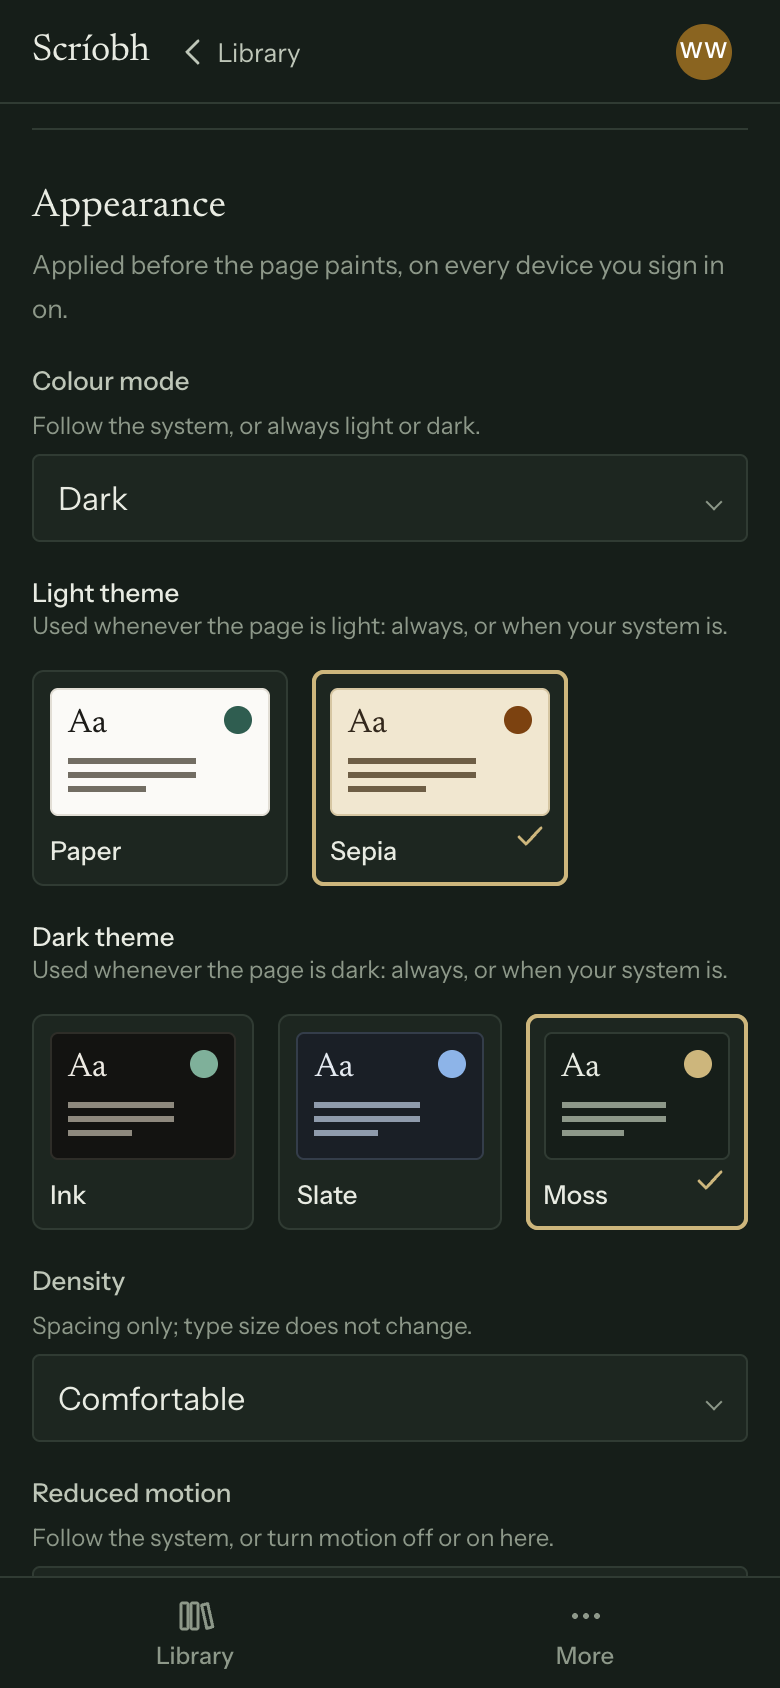 Scríobh
Library
WW
Appearance
Applied before the page paints, on every device you sign in
on.
Colour mode
Follow the system, or always light or dark.
Dark
Light theme
Used whenever the page is light: always, or when your system is.
Aa
Aa
Paper
Sepia
Dark theme
Used whenever the page is dark: always, or when your system is.
Aa
Aa
Aa
Ink
Slate
Moss
Density
Spacing only; type size does not change.
Comfortable
Reduced motion
Follow the system, or turn motion off or on here.
Library
More